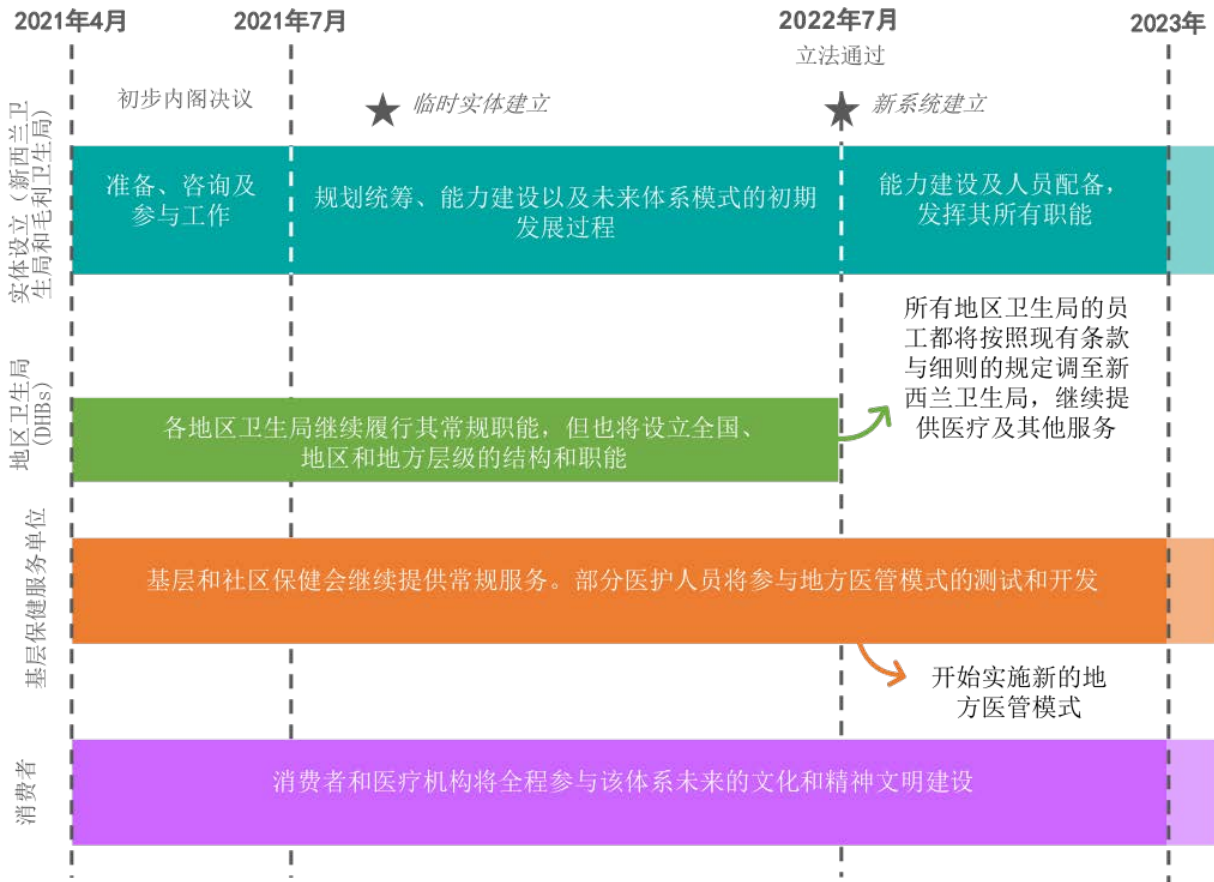 2021年4月
2021年7月
2022年7月
2023年
立法通过
初步内阁决议
临时实体建立
新系统建立
实体设立（新西兰卫
生局和毛利卫生局）
准备、咨询及
参与工作
规划统筹、能力建设以及未来体系模式的初期
发展过程
能力建设及人员配备，
发挥其所有职能
地区卫生局
(DHBs)
各地区卫生局继续履行其常规职能，但也将设立全国、
地区和地方层级的结构和职能
所有地区卫生局的员
工都将按照现有条款
与细则的规定调至新
西兰卫生局，继续提
供医疗及其他服务
基层保健服务单位
基层和社区保健会继续提供常规服务。部分医护人员将参与地方医管模式的测试和开发
开始实施新的地
方医管模式
消费者
消费者和医疗机构将全程参与该体系未来的文化和精神文明建设